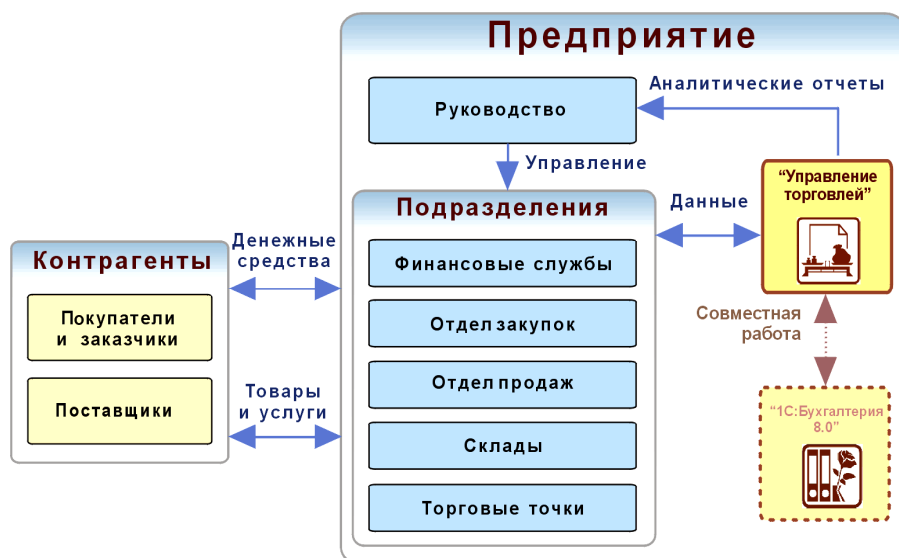 Предприятие
Аналитические отчеты
Руководство
Управление
“Управление
торговлей”
Подразделения
Данные
Денежные
средства
Контрагенты
Финансовые службы
Покупатели
и заказчики
Отдел закупок
Совместная
работа
Отдел продаж
Поставщики
Товары
и услуги
“1С:Бухгалтерия
8.0”
Склады
Торговые точки